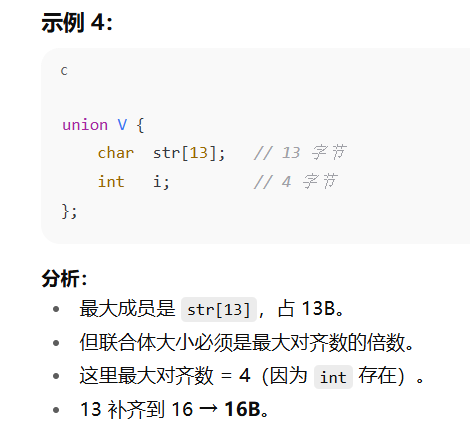 示例 4：
c
union V {
    char  str[13];   // 13 字节
    int   i;         // 4 字节
};
分析：
• 最大成员是 str[13]，占 13B。
• 但联合体大小必须是最大对齐数的倍数。
• 这里最大对齐数 = 4（因为 int 存在）。
• 13 补齐到 16 → 16B。